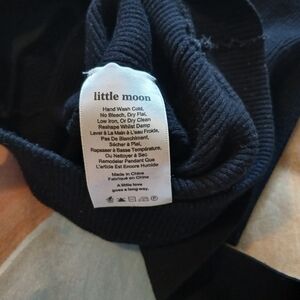 little moon
Hand Wash Cold,
No Bleach, Dry Flat,
Low Iron, Or Dry Clean
Reshape Whilst Damp
Lavér à La Main à L'eau Froide,
Pas De Blanchiment,
Sécher à Plat,
Repasser à Basse Température,
Ou Nettoyer à Sec
Remodeler Pendant Que
L'article Est Encore Humide
Made in China
Fabriqué en Chine
A little love
goes a long way.